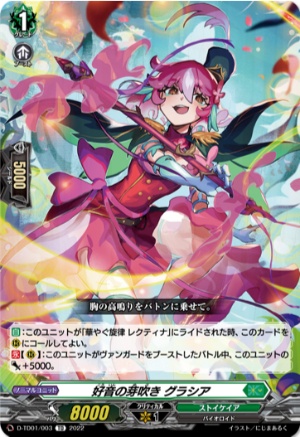 グレード
1
ブースト
シールド
5000
胸の高鳴りをバトンに乗せて。
:このユニットが「華やぐ旋律 レクティナ」にライドされた時、このカードを
にコールしてよい。
:このユニットがヴァンガードをブーストしたバトル中、このユニットの
+5000。
ノーマルユニット
好音の芽吹き グラシア
パワー
8000
クリティカル
1
ストイケイア
バイオロイド
D-TD01/003 TD 2022
イラスト/にじまあるく